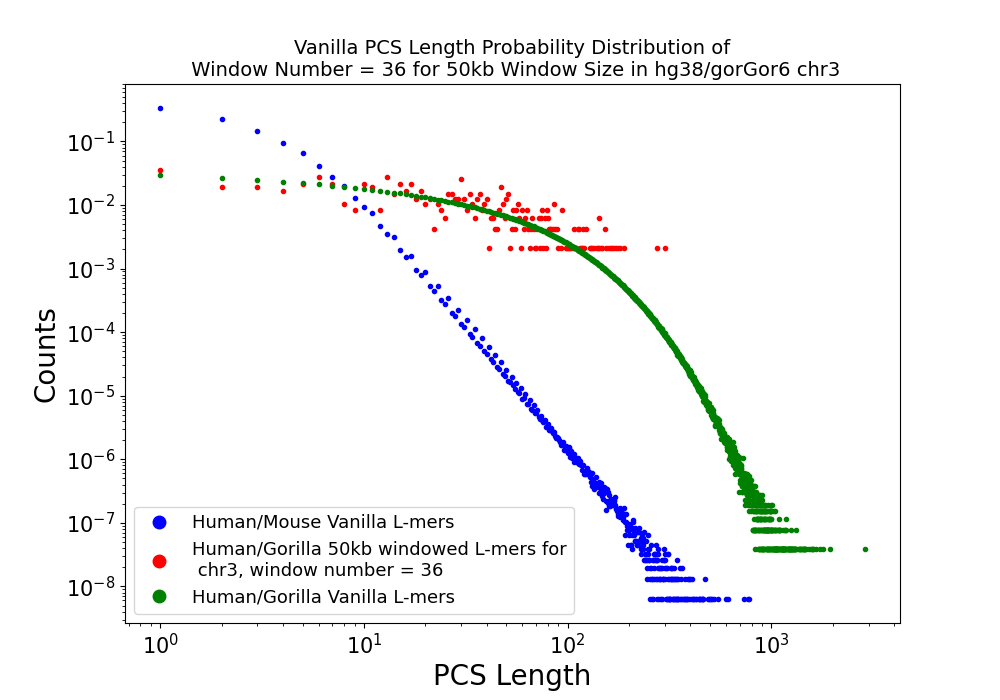 Vanilla PCS Length Probability Distribution of
Window Number = 36 for 50kb Window Size in hg38/gorGor6 chr3
Counts
10⁻¹
10⁻²
10⁻³
10⁻⁴
10⁻⁵
10⁻⁶
10⁻⁷
10⁻⁸
Human/Mouse Vanilla L-mers
Human/Gorilla 50kb windowed L-mers for
chr3, window number = 36
Human/Gorilla Vanilla L-mers
10⁰ 10¹ 10² 10³
PCS Length